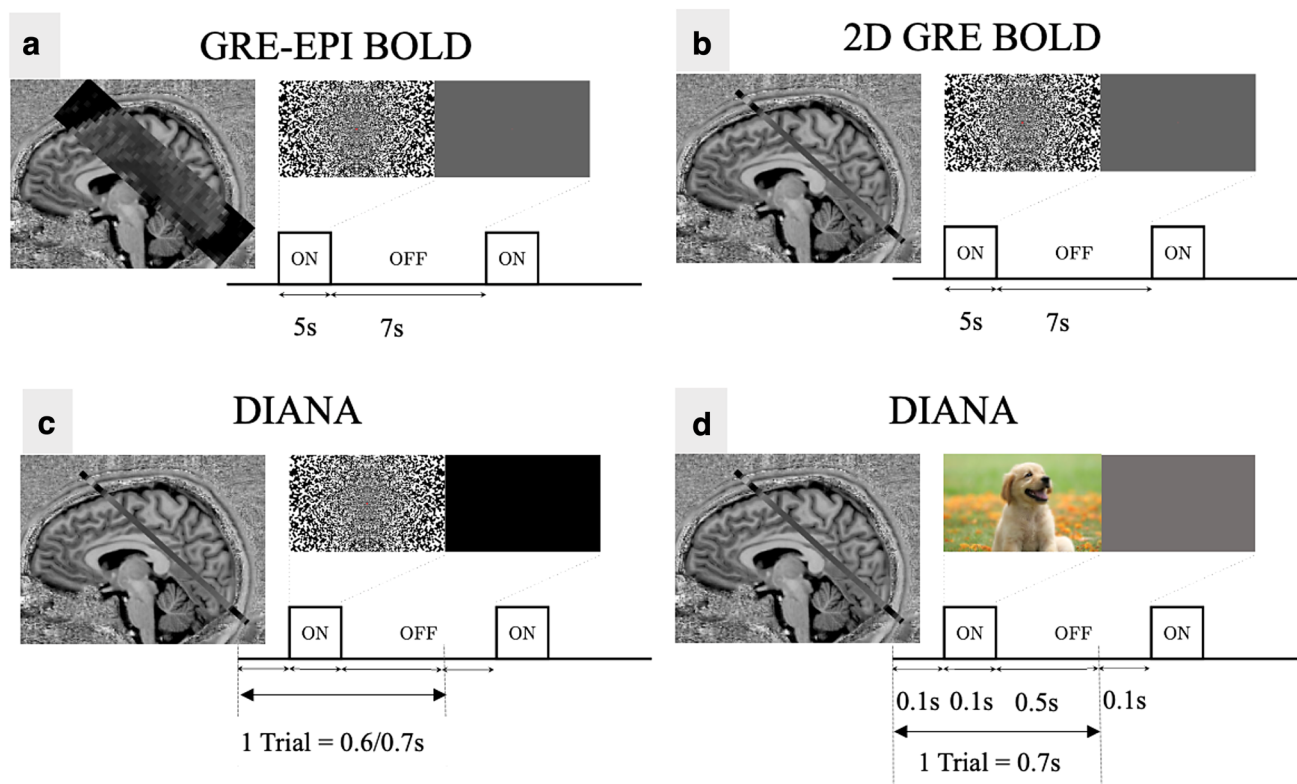 a
GRE-EPI BOLD
ON
OFF
ON
5s
7s
b
2D GRE BOLD
ON
OFF
ON
5s
7s
c
DIANA
ON
OFF
ON
1 Trial = 0.6/0.7s
d
DIANA
ON
OFF
ON
0.1s 0.1s 0.5s 0.1s
1 Trial = 0.7s